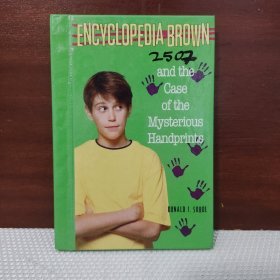 ENCYCLOPEDIA BROWN
2507
and the
Case
of the
Mysterious
Handprints
DONALD J. SOBOL